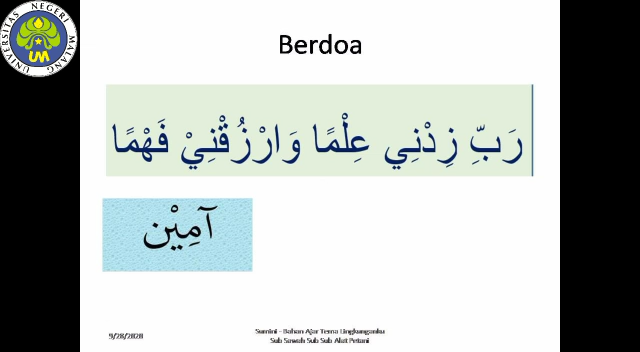 UNIVERSITAS NEGERI MALANG
UM
Berdoa
رَبِّ زِدْنِي عِلْمًا وَارْزُقْنِيْ فَهْمًا
آمِيْن
9/28/2020
Sumini - Bahan Ajar Tema Lingkunganku
Sub Sawah Sub Sub Alat Petani